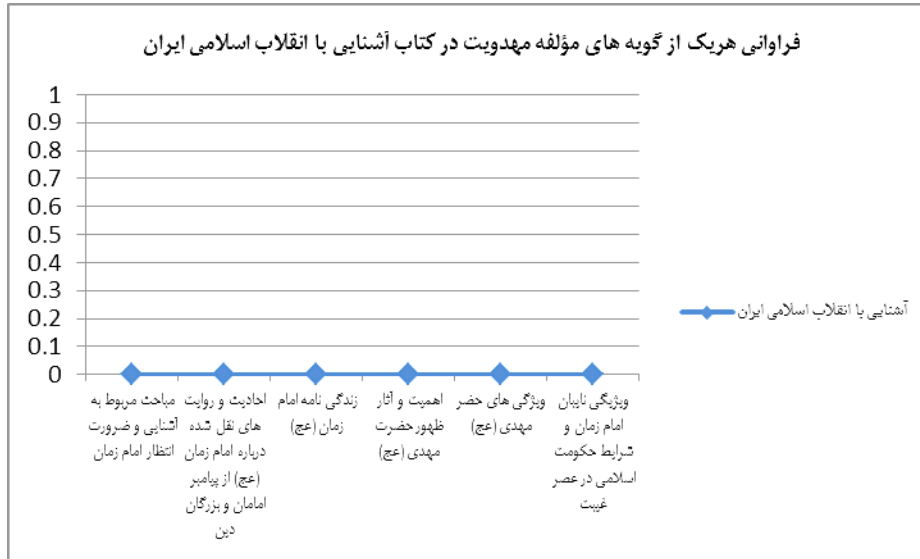 فراوانی هریک از گویه های مؤلفه مهدویت در کتاب آشنایی با انقلاب اسلامی ایران
1
0.9
0.8
0.7
0.6
0.5
0.4
0.3
0.2
0.1
0
آشنایی با انقلاب اسلامی ایران
مباحث مربوط به
آشنایی و ضرورت
انتظار امام زمان
احادیث و روایت
های نقل شده
درباره امام زمان
(عج) از پیامبر
امامان و بزرگان
دین
زندگی نامه امام
زمان (عج)
اهمیت و آثار
ظهور حضرت
مهدی (عج)
ویژگی های حضر
مهدی (عج)
ویژیگی نایبان
امام زمان و
شرایط حکومت
اسلامی در عصر
غیبت